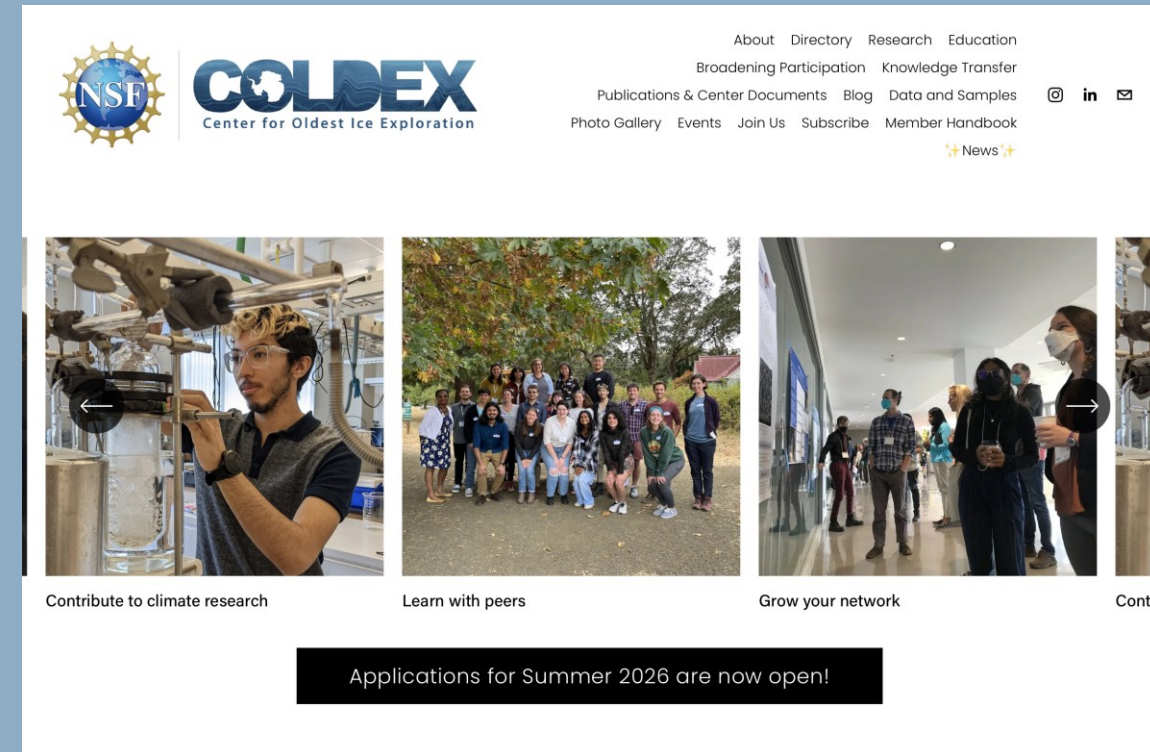 NSF
COLDEX
Center for Oldest Ice Exploration
About Directory Research Education
Broadening Participation Knowledge Transfer
Publications & Center Documents Blog Data and Samples
Photo Gallery Events Join Us Subscribe Member Handbook
✨News✨
in
Contribute to climate research
Learn with peers
Grow your network
Cont
Applications for Summer 2026 are now open!